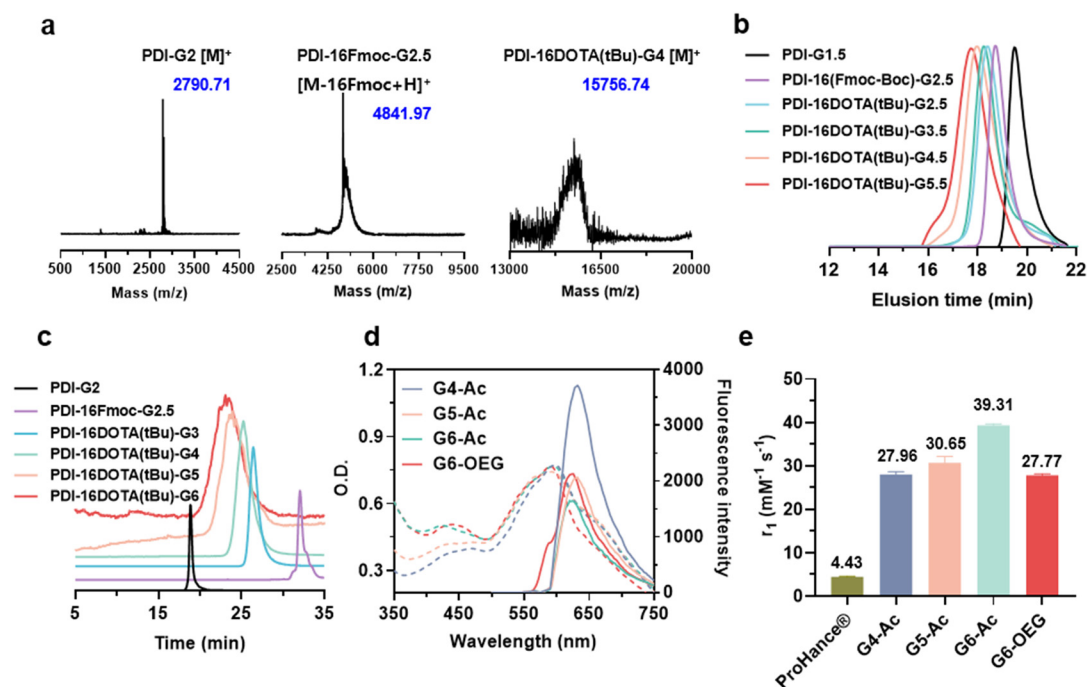 a
PDI-G2 [M]⁺
2790.71
500 1500 2500 3500 4500
Mass (m/z)
PDI-16Fmoc-G2.5
[M-16Fmoc+H]⁺
4841.97
2500 4250 6000 7750 9500
Mass (m/z)
PDI-16DOTA(tBu)-G4 [M]⁺
15756.74
13000 16500 20000
Mass (m/z)
b
PDI-G1.5
PDI-16(Fmoc-Boc)-G2.5
PDI-16DOTA(tBu)-G2.5
PDI-16DOTA(tBu)-G3.5
PDI-16DOTA(tBu)-G4.5
PDI-16DOTA(tBu)-G5.5
12 14 16 18 20 22
Elusion time (min)
c
PDI-G2
PDI-16Fmoc-G2.5
PDI-16DOTA(tBu)-G3
PDI-16DOTA(tBu)-G4
PDI-16DOTA(tBu)-G5
PDI-16DOTA(tBu)-G6
5 15 25 35
Time (min)
d
G4-Ac
G5-Ac
G6-Ac
G6-OEG
1.2
0.9
0.6
0.3
O.D.
4000
3000
2000
1000
0
Fluorescence intensity
350 450 550 650 750
Wavelength (nm)
e
50
40
30
20
10
0
r₁ (mM⁻¹ s⁻¹)
4.43
27.96
30.65
39.31
27.77
ProHance®
G4-Ac
G5-Ac
G6-Ac
G6-OEG